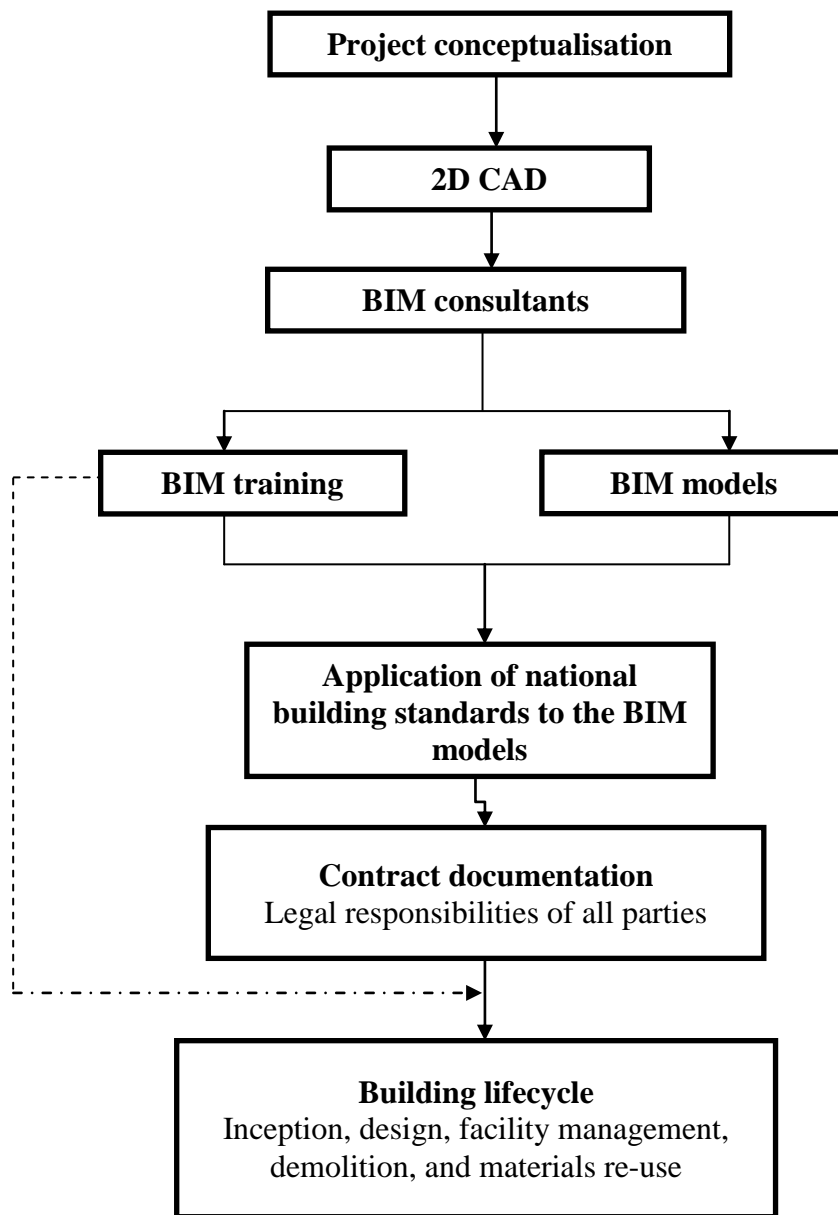 Project conceptualisation
2D CAD
BIM consultants
BIM training
BIM models
Application of national
building standards to the BIM
models
Contract documentation
Legal responsibilities of all parties
Building lifecycle
Inception, design, facility management,
demolition, and materials re-use